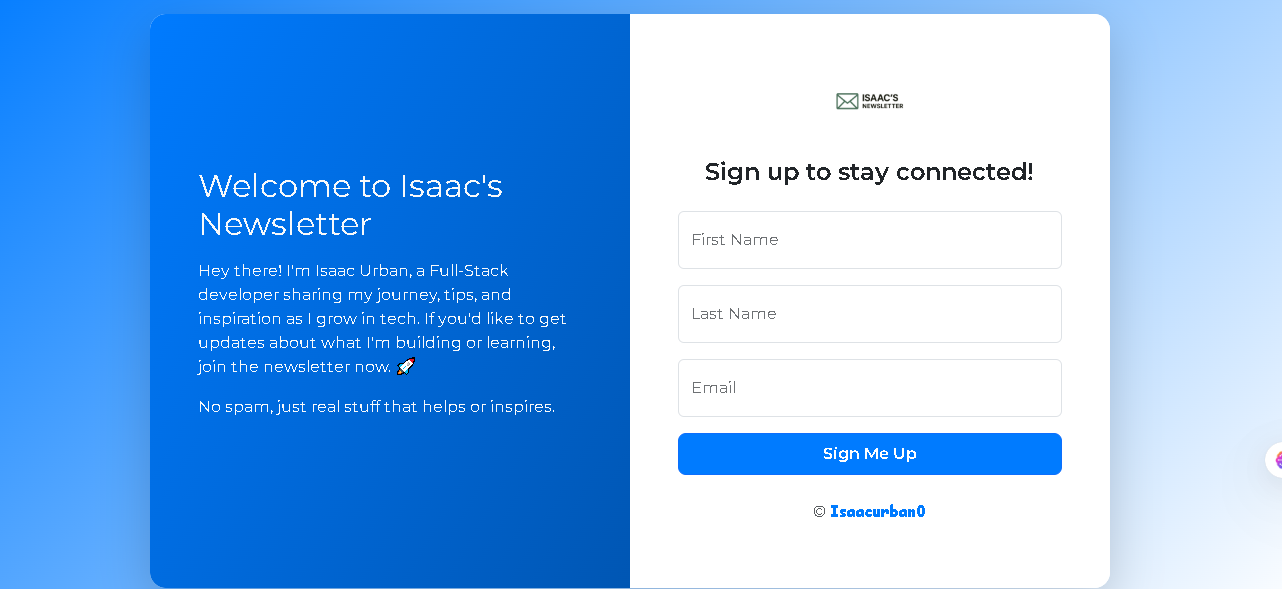 Welcome to Isaac's
Newsletter
Hey there! I'm Isaac Urban, a Full-Stack
developer sharing my journey, tips, and
inspiration as I grow in tech. If you'd like to get
updates about what I'm building or learning,
join the newsletter now. 🚀
No spam, just real stuff that helps or inspires.
ISAAC'S
NEWSLETTER
Sign up to stay connected!
First Name
Last Name
Email
Sign Me Up
© Isaacurban0